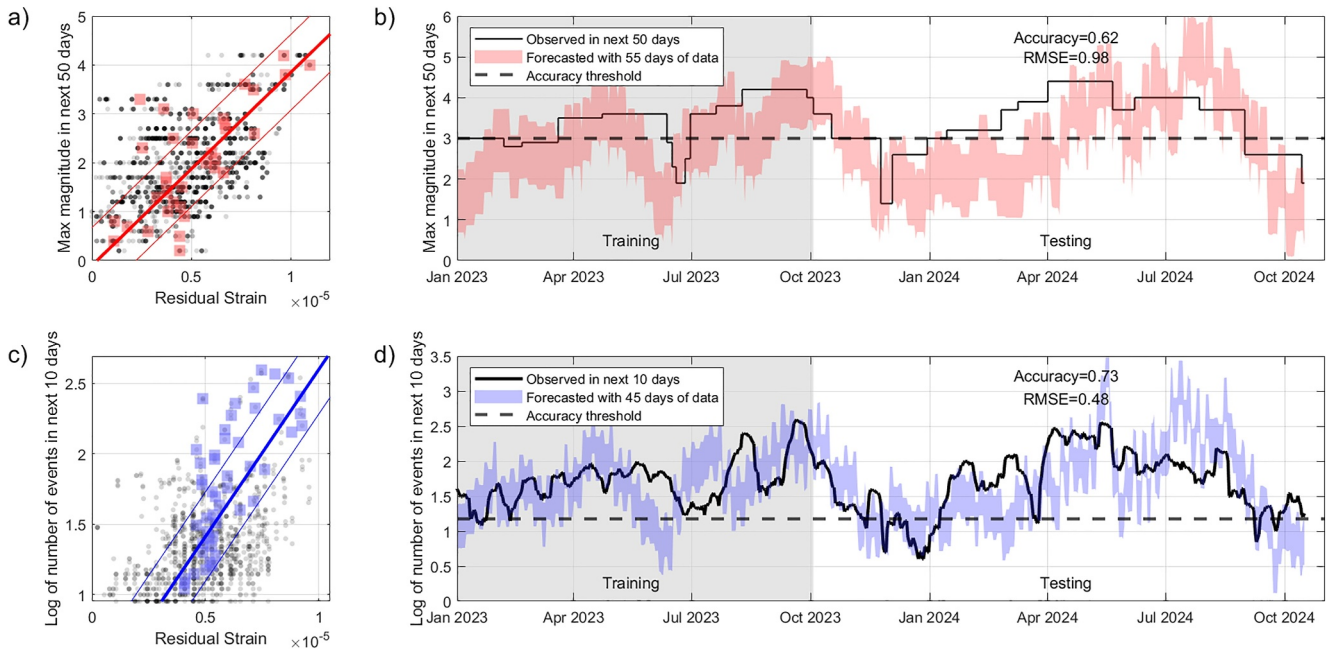 a)
Max magnitude in next 50 days
5
4
3
2
1
0
0
0.5
1
×10⁻⁵
Residual Strain
b)
Max magnitude in next 50 days
6
5
4
3
2
1
0
Observed in next 50 days
Forecasted with 55 days of data
Accuracy threshold
Accuracy=0.62
RMSE=0.98
Training
Testing
Jan 2023
Apr 2023
Jul 2023
Oct 2023
Jan 2024
Apr 2024
Jul 2024
Oct 2024
c)
Log of number of events in next 10 days
2.5
2
1.5
1
0
0.5
1
×10⁻⁵
Residual Strain
d)
Log of number of events in next 10 days
3.5
3
2.5
2
1.5
1
0.5
0
Observed in next 10 days
Forecasted with 45 days of data
Accuracy threshold
Accuracy=0.73
RMSE=0.48
Training
Testing
Jan 2023
Apr 2023
Jul 2023
Oct 2023
Jan 2024
Apr 2024
Jul 2024
Oct 2024